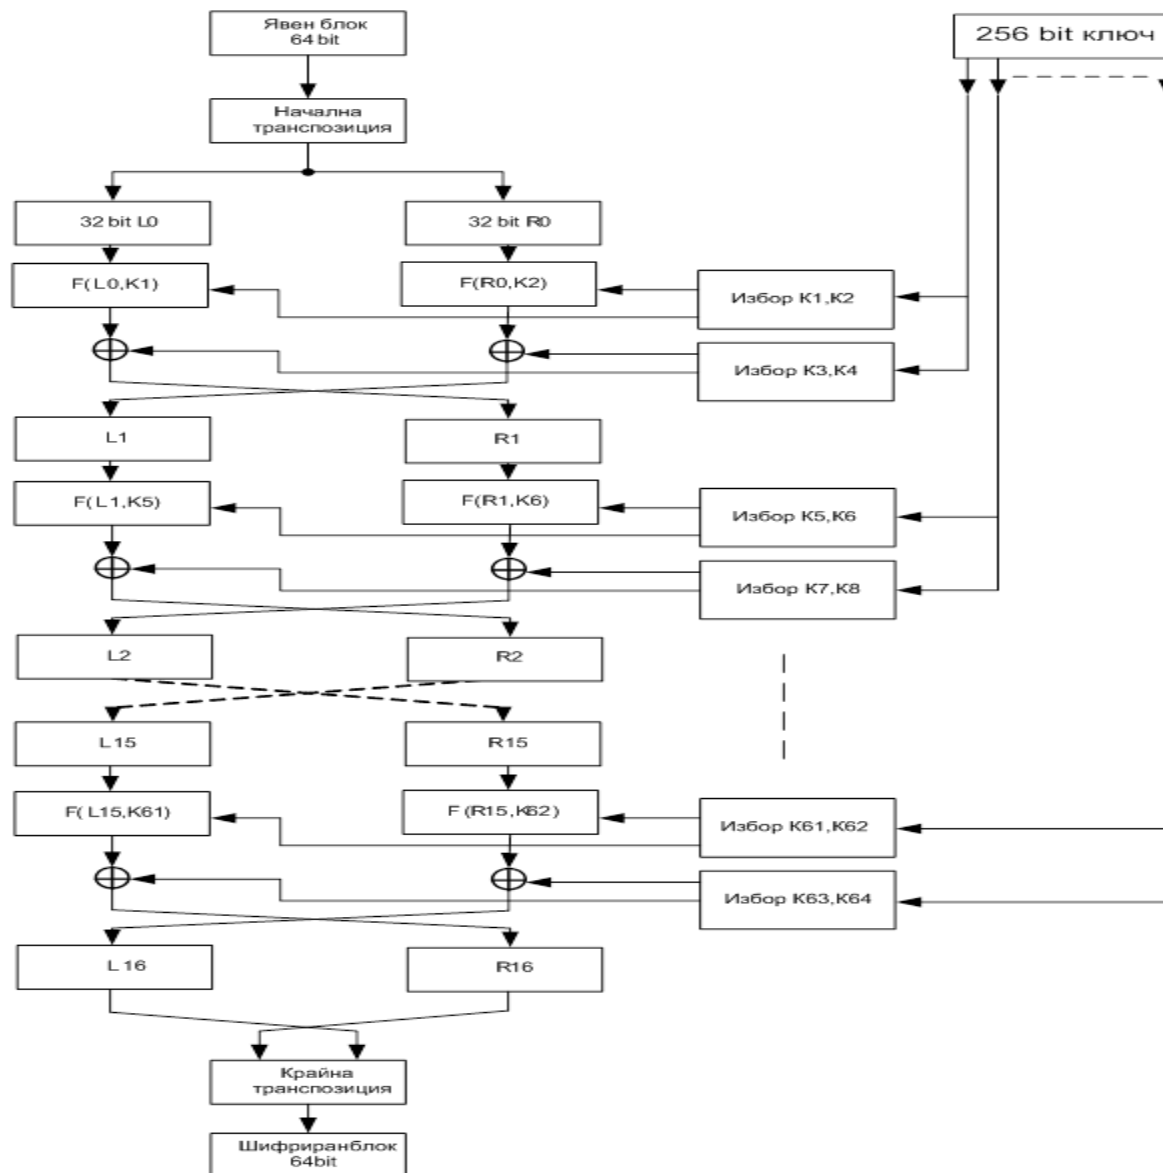 Явен блок
64 bit
256 bit ключ
Начална
транспозиция
32 bit L0
32 bit R0
F(L0,K1)
F(R0,K2)
Избор К1,К2
Избор К3,К4
L1
R1
F(L1,K5)
F(R1,K6)
Избор К5,К6
Избор К7,К8
L2
R2
L15
R15
F(L15,K61)
F(R15,K62)
Избор К61,К62
Избор К63,К64
L16
R16
Крайна
транспозиция
Шифриранблок
64bit